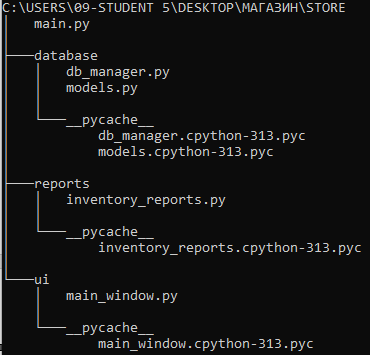 C:\USERS\09-STUDENT 5\DESKTOP\МАГАЗИН\STORE
main.py
database
db_manager.py
models.py
__pycache__
db_manager.cpython-313.pyc
models.cpython-313.pyc
reports
inventory_reports.py
__pycache__
inventory_reports.cpython-313.pyc
ui
main_window.py
__pycache__
main_window.cpython-313.pyc